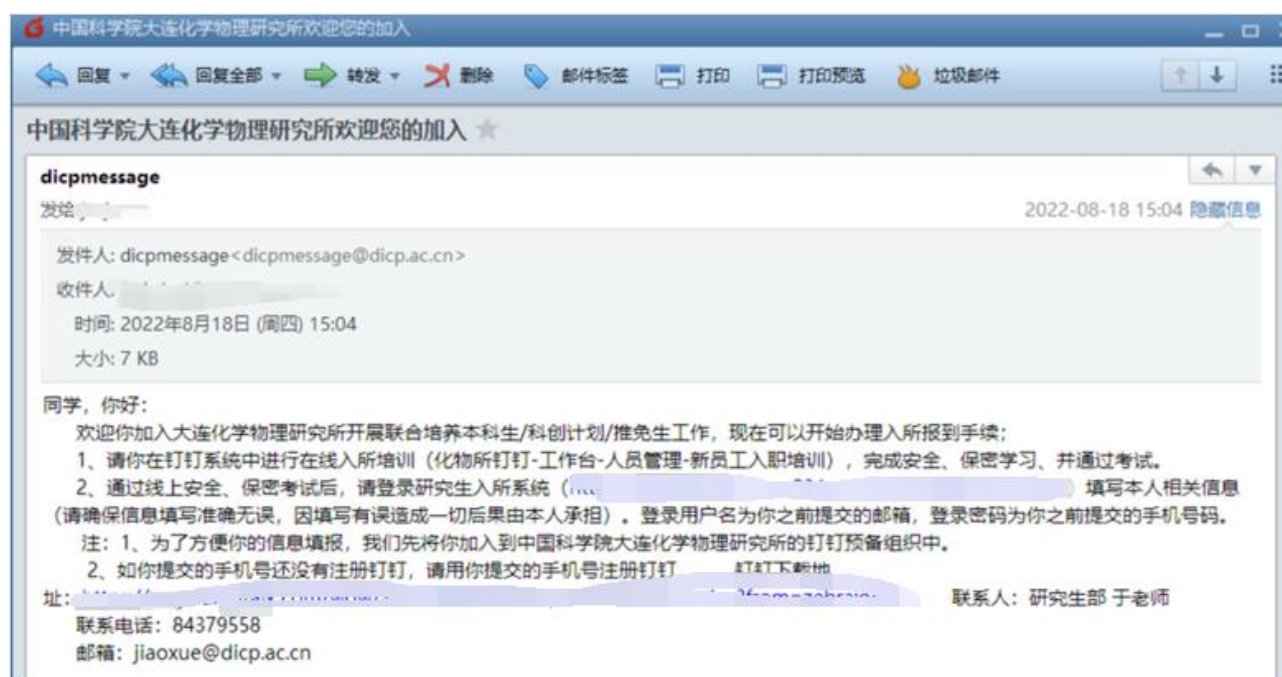 中国科学院大连化学物理研究所欢迎您的加入
回复 回复全部 转发 删除 邮件标签 打印 打印预览 垃圾邮件
中国科学院大连化学物理研究所欢迎您的加入
dicpmessage
发给
2022-08-18 15:04 隐藏信息
发件人: dicpmessage<dicpmessage@dicp.ac.cn>
收件人
时间: 2022年8月18日 (周四) 15:04
大小: 7 KB
同学，你好：
欢迎你加入大连化学物理研究所开展联合培养本科生/科创计划/推免生工作，现在可以开始办理入所报到手续；
1、请你在钉钉系统中进行在线入所培训（化物所钉钉-工作台-人员管理-新员工入职培训），完成安全、保密学习、并通过考试。
2、通过线上安全、保密考试后，请登录研究生入所系统（ ）填写本人相关信息
（请确保信息填写准确无误，因填写有误造成一切后果由本人承担）。登录用户名为你之前提交的邮箱，登录密码为你之前提交的手机号码。
注：1、为了方便你的信息填报，我们先将你加入到中国科学院大连化学物理研究所的钉钉预备组织中。
2、如你提交的手机号还没有注册钉钉，请用你提交的手机号注册钉钉 钉钉下载地
址： 联系人：研究生部 于老师
联系电话：84379558
邮箱：jiaoxue@dicp.ac.cn